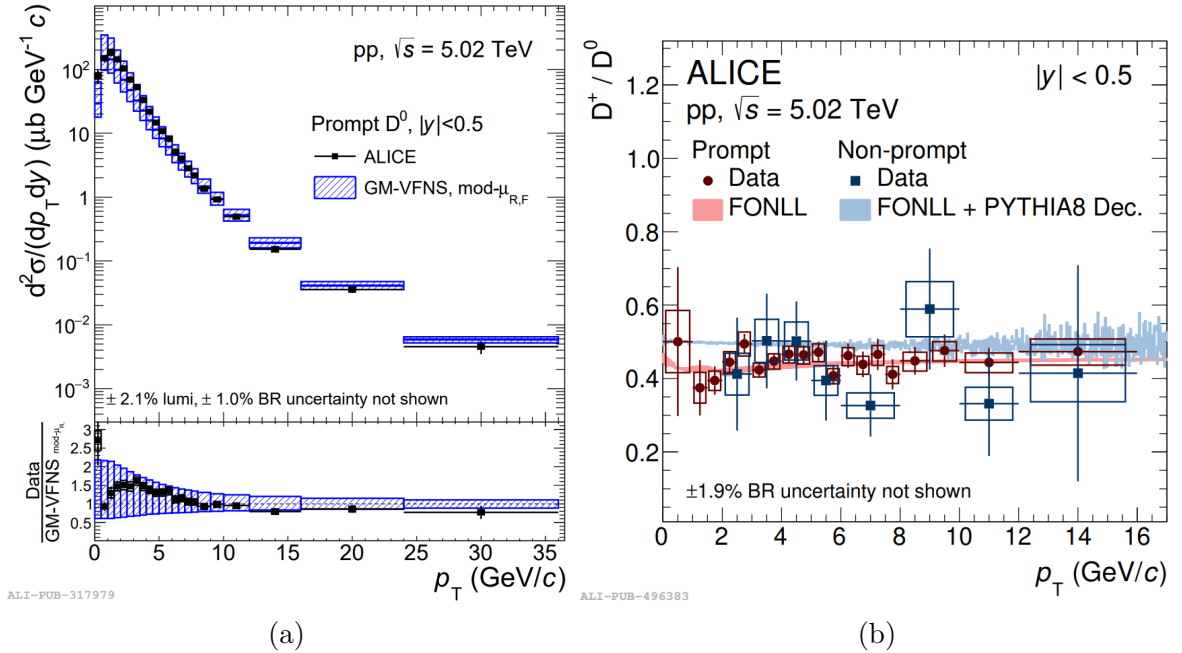 pp, √s = 5.02 TeV
Prompt D⁰, |y|<0.5
ALICE
GM-VFNS, mod-μ_R,F
d²σ/(dp_T dy) (μb GeV⁻¹ c)
10²
10
1
10⁻¹
10⁻²
10⁻³
± 2.1% lumi, ± 1.0% BR uncertainty not shown
Data
GM-VFNS mod-μ_R,
3
2.5
2
1.5
1
0.5
0 5 10 15 20 25 30 35
p_T (GeV/c)
ALI-PUB-317979
(a)
D⁺ / D⁰
1.2
1.0
0.8
0.6
0.4
0.2
ALICE |y| < 0.5
pp, √s = 5.02 TeV
Prompt Non-prompt
Data Data
FONLL FONLL + PYTHIA8 Dec.
±1.9% BR uncertainty not shown
0 2 4 6 8 10 12 14 16
p_T (GeV/c)
ALI-PUB-496383
(b)